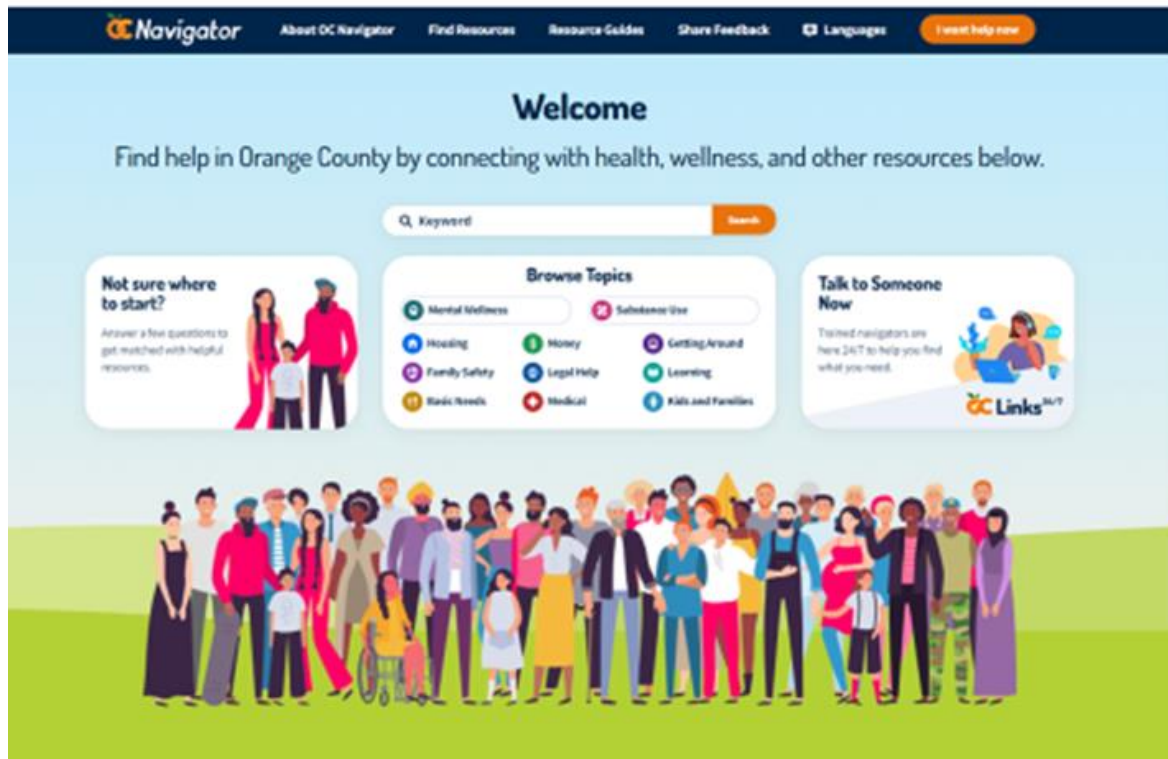 OC Navigator
About OC Navigator
Find Resources
Resource Guides
Share Feedback
Languages
I want help now
Welcome
Find help in Orange County by connecting with health, wellness, and other resources below.
Keyword
Search
Not sure where
to start?
Answer a few questions to
get matched with helpful
resources.
Browse Topics
Mental Wellness
Substance Use
Housing
Money
Getting Around
Family Safety
Legal Help
Learning
Basic Needs
Medical
Kids and Families
Talk to Someone
Now
Trained navigators are
here 24/7 to help you find
what you need.
OC Links 24/7